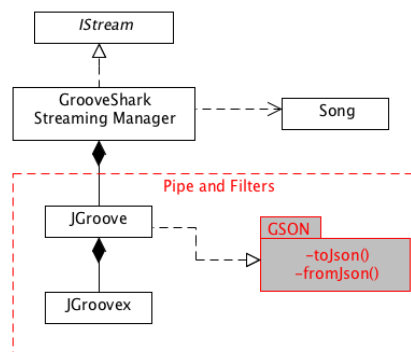 IStream
GrooveShark
Streaming Manager
Song
Pipe and Filters
JGroove
GSON
-toJson()
-fromJson()
JGroovex